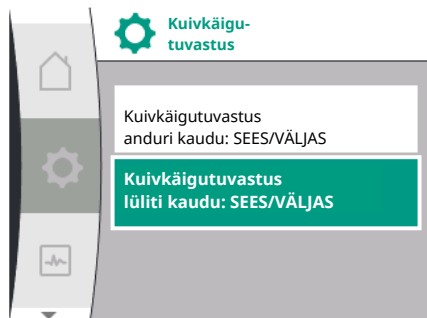 Kuivkäigu-
tuvastus
Kuivkäigutuvastus
anduri kaudu: SEES/VÄLJAS
Kuivkäigutuvastus
lüliti kaudu: SEES/VÄLJAS